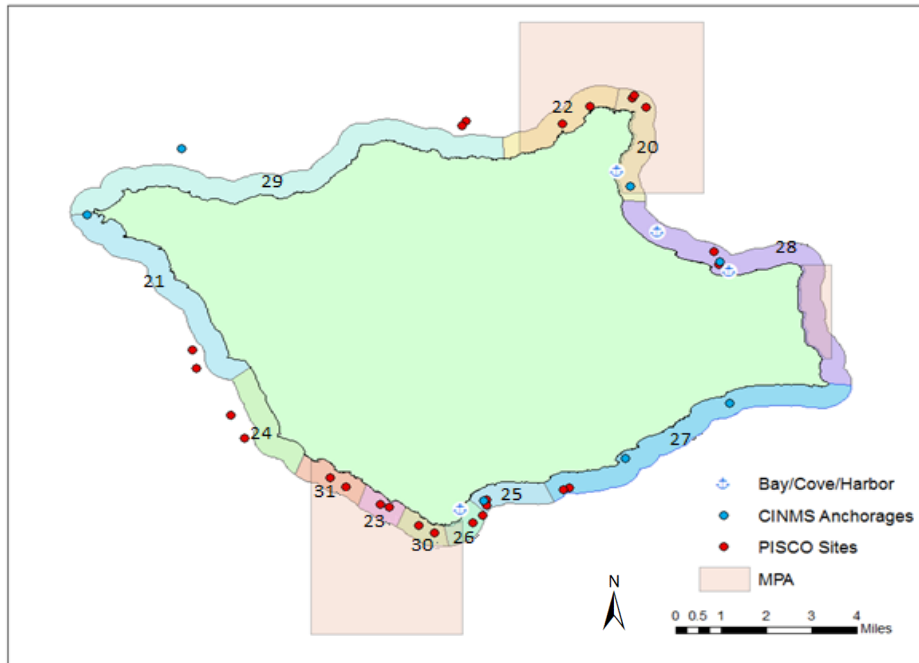 22
20
29
28
21
27
24
31
25
23
30
26
Bay/Cove/Harbor
CINMS Anchorages
PISCO Sites
MPA
N
0 0.5 1 2 3 4
Miles